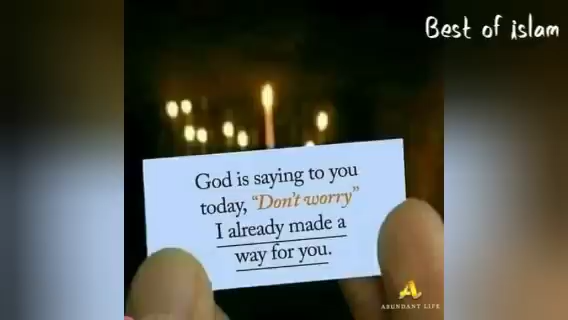 Best of islam
God is saying to you
today, “Don't worry”
I already made a
way for you.
A
ABUNDANT LIFE